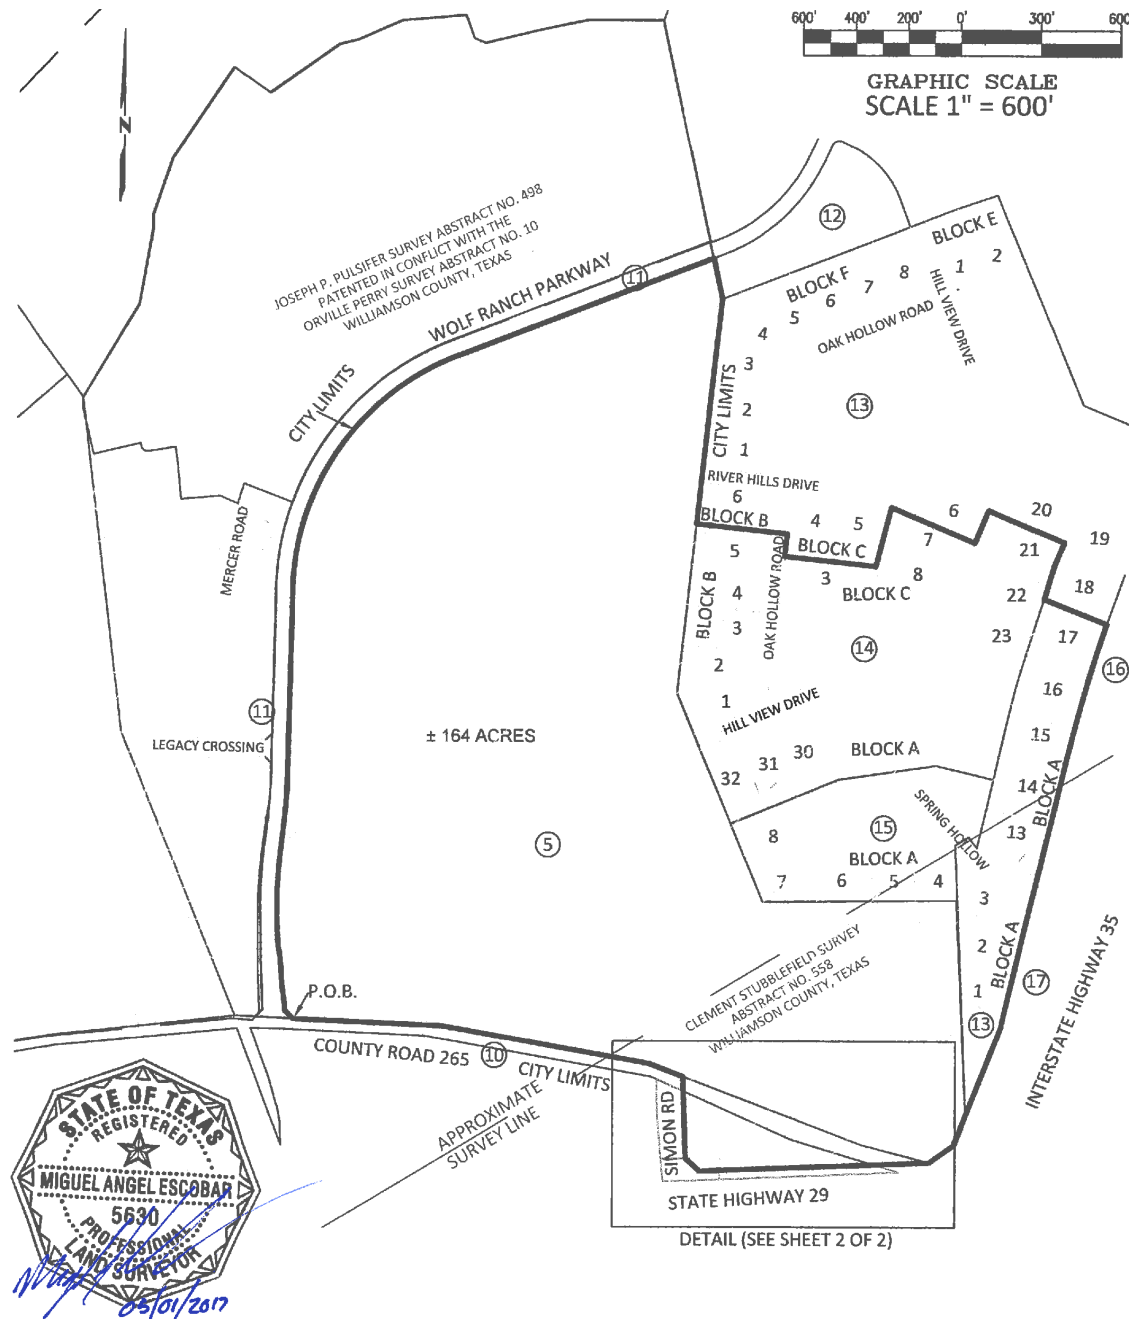 600' 400' 200' 0' 300' 600
GRAPHIC SCALE
SCALE 1" = 600'
N
JOSEPH P. PULSIFER SURVEY ABSTRACT NO. 498
PATENTED IN CONFLICT WITH THE
ORVILLE PERRY SURVEY ABSTRACT NO. 10
WILLIAMSON COUNTY, TEXAS
WOLF RANCH PARKWAY
11
12
CITY LIMITS
BLOCK E
1 2
BLOCK F
4 5 6 7 8
OAK HOLLOW ROAD
HILL VIEW DRIVE
CITY LIMITS
3
2
1
13
RIVER HILLS DRIVE
6
BLOCK B
4 5
BLOCK C
6
7
20
19
21
18
5
BLOCK B
4
3
2
1
OAK HOLLOW ROAD
3
8
BLOCK C
22
23
17
16
14
16
15
14
13
BLOCK A
HILL VIEW DRIVE
32 31 30
BLOCK A
MERCER ROAD
11
LEGACY CROSSING
± 164 ACRES
5
8
15
BLOCK A
7 6 5 4
SPRING HOLLOW
3
2
1
BLOCK A
17
13
INTERSTATE HIGHWAY 35
CLEMENT STUBBLEFIELD SURVEY
ABSTRACT NO. 558
WILLIAMSON COUNTY, TEXAS
P.O.B.
COUNTY ROAD 265
10
CITY LIMITS
APPROXIMATE
SURVEY LINE
SIMON RD
STATE HIGHWAY 29
DETAIL (SEE SHEET 2 OF 2)
STATE OF TEXAS
REGISTERED
MIGUEL ANGEL ESCOBAR
5630
PROFESSIONAL
LAND SURVEYOR
05/01/2017